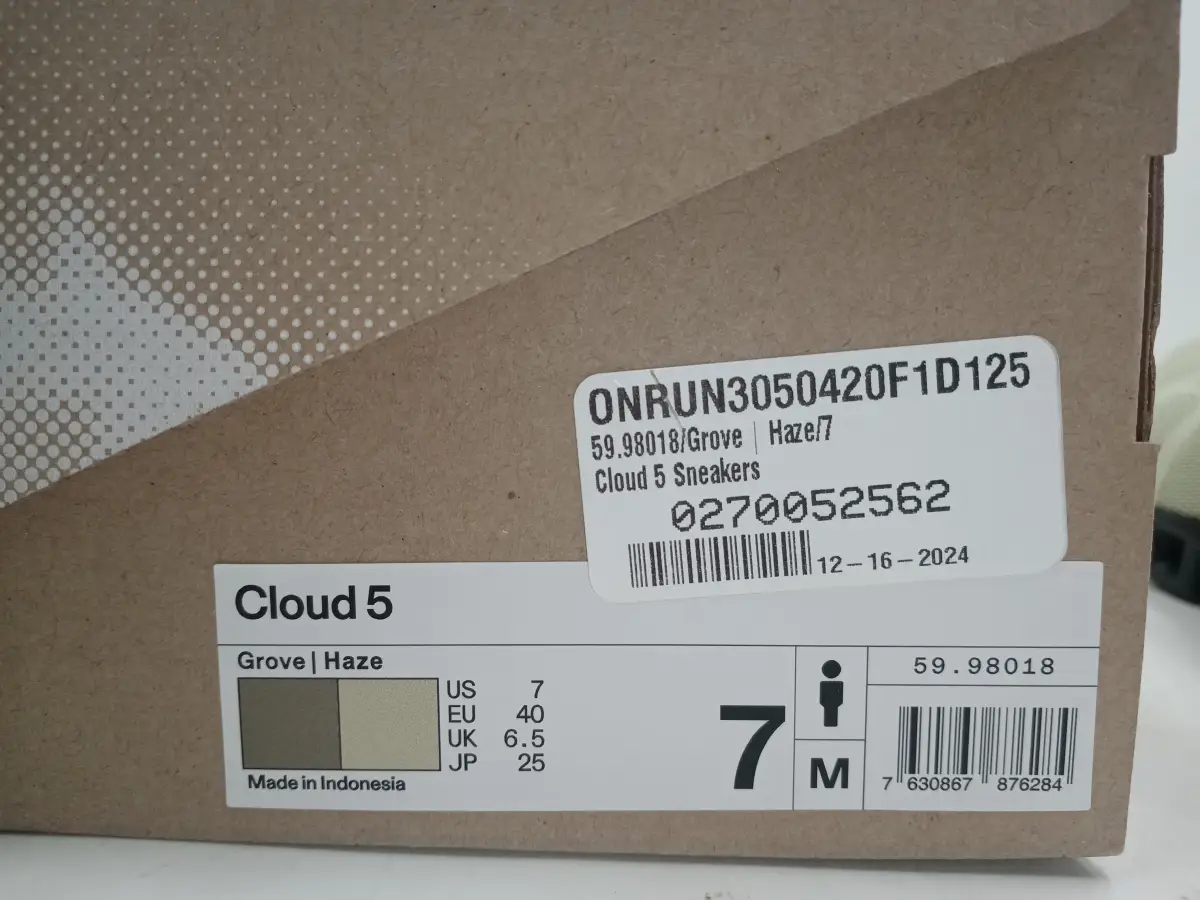 ONRUN3050420F1D125
59.98018/Grove | Haze/7
Cloud 5 Sneakers
0270052562
12-16-2024
Cloud 5
Grove | Haze
US 7
EU 40
UK 6.5
JP 25
Made in Indonesia
7
M
59.98018
7 630867 876284